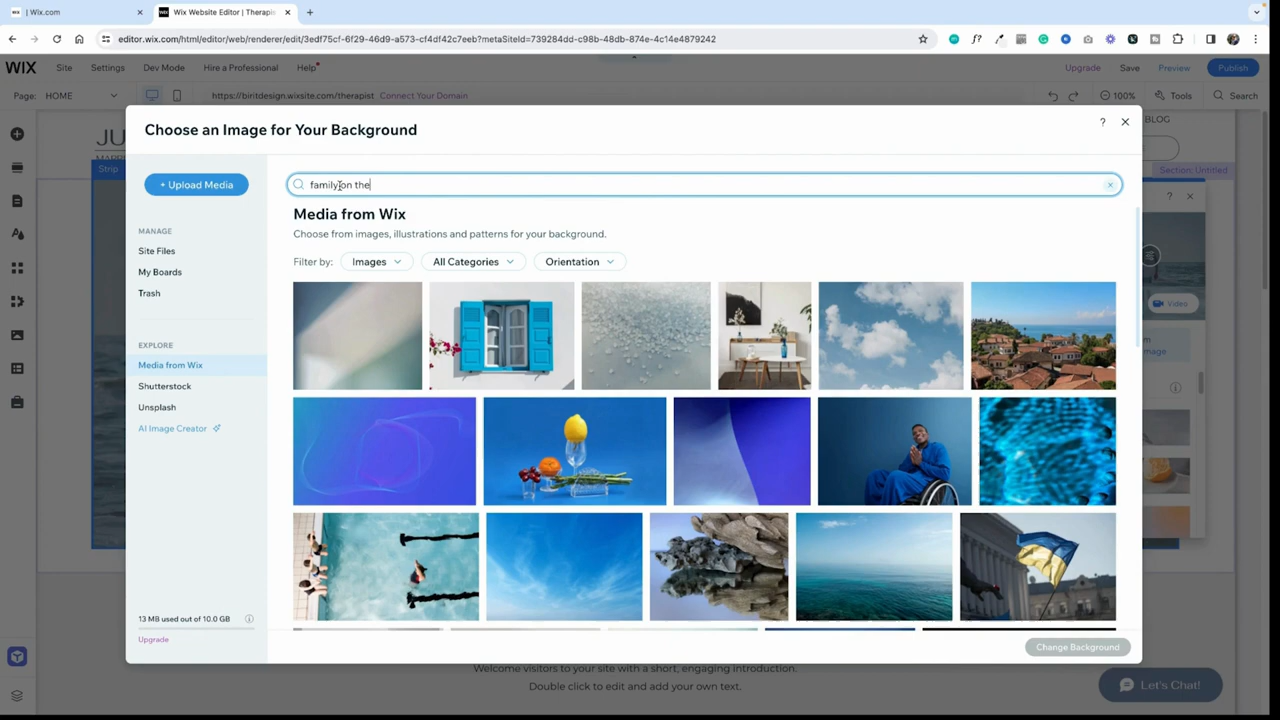 | Wix.com
Wix Website Editor | Therapis
editor.wix.com/html/editor/web/renderer/edit/3edf75cf-6f29-46d9-a573-cf4df42c7eeb?metaSiteId=739284dd-c98b-48db-874e-4c14e4879242
WIX Site Settings Dev Mode Hire a Professional Help Upgrade Save Preview Publish
Page: HOME https://biritdesign.wixsite.com/therapist Connect Your Domain 100% Tools Search
JU
BLOG
Strip
Section: Untitled
Choose an Image for Your Background
?
+ Upload Media
MANAGE
Site Files
My Boards
Trash
EXPLORE
Media from Wix
Shutterstock
Unsplash
AI Image Creator
13 MB used out of 10.0 GB
Upgrade
family on the
Media from Wix
Choose from images, illustrations and patterns for your background.
Filter by: Images All Categories Orientation
Change Background
?
Video
Welcome visitors to your site with a short, engaging introduction.
Double click to edit and add your own text.
Let's Chat!